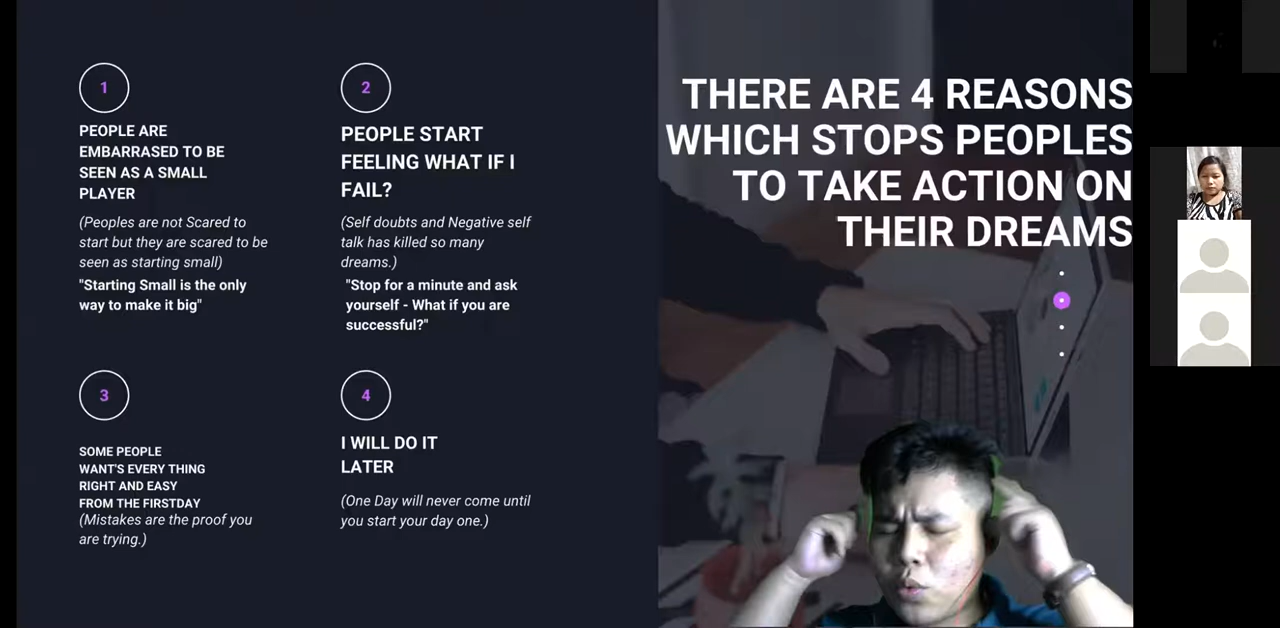 THERE ARE 4 REASONS
WHICH STOPS PEOPLES
TO TAKE ACTION ON
THEIR DREAMS
1
PEOPLE ARE
EMBARRASED TO BE
SEEN AS A SMALL
PLAYER
(Peoples are not Scared to
start but they are scared to be
seen as starting small)
"Starting Small is the only
way to make it big"
2
PEOPLE START
FEELING WHAT IF I
FAIL?
(Self doubts and Negative self
talk has killed so many
dreams.)
"Stop for a minute and ask
yourself - What if you are
successful?"
3
SOME PEOPLE
WANT'S EVERY THING
RIGHT AND EASY
FROM THE FIRSTDAY
(Mistakes are the proof you
are trying.)
4
I WILL DO IT
LATER
(One Day will never come until
you start your day one.)